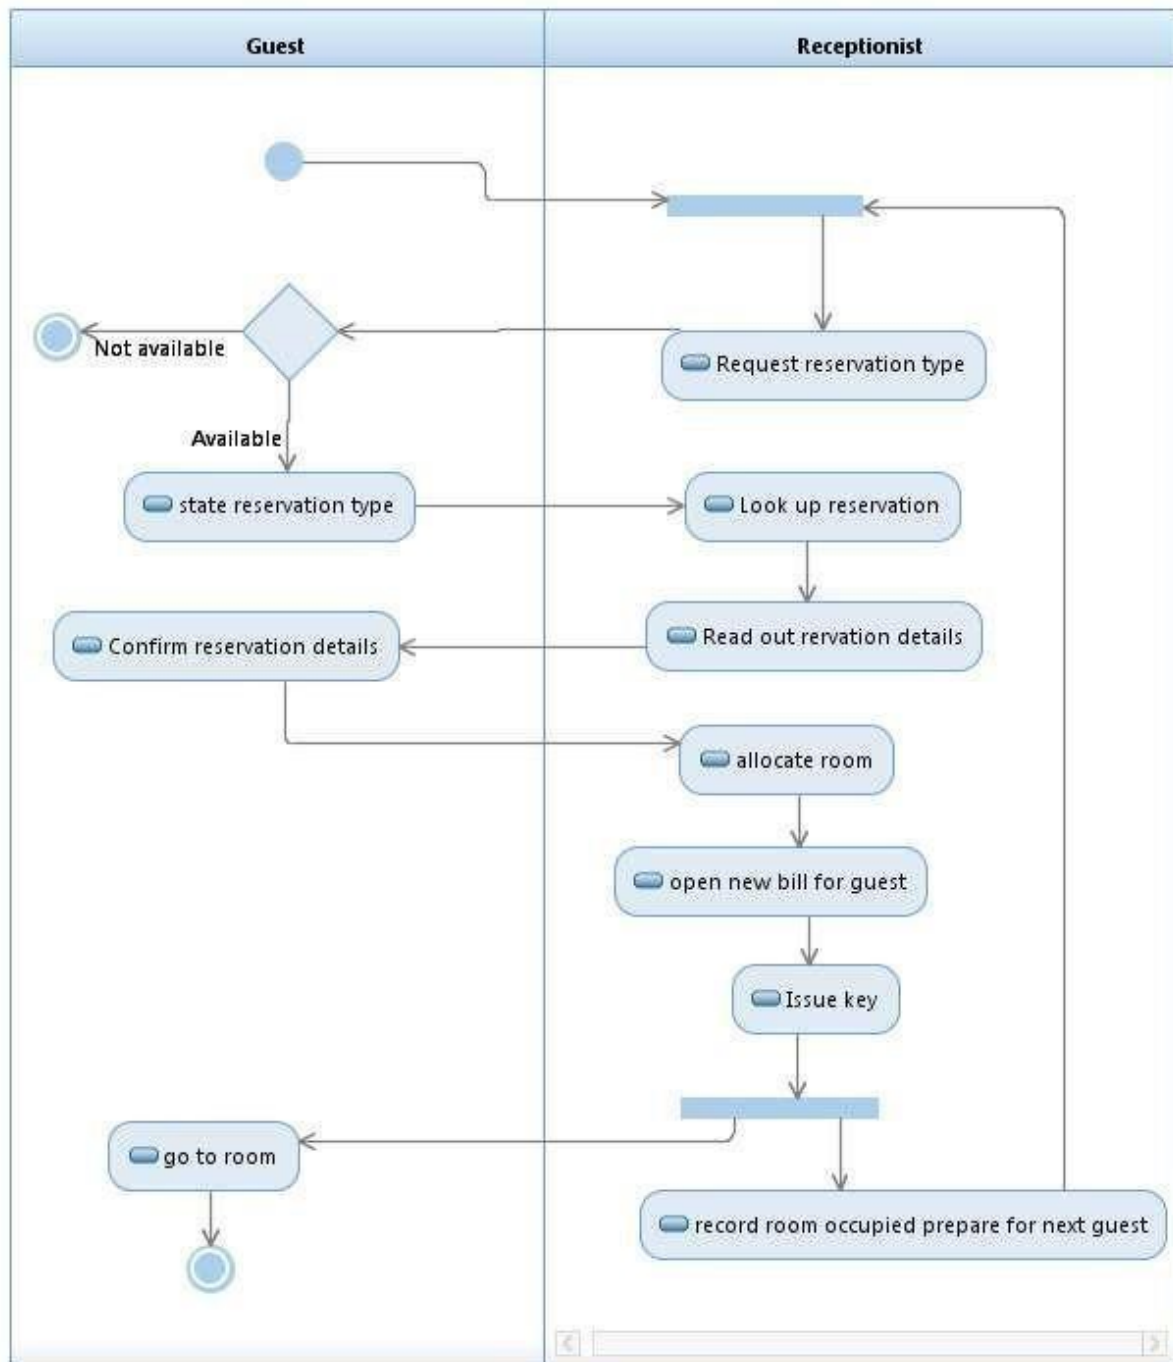 Guest
Receptionist
Not available
Request reservation type
Available
state reservation type
Look up reservation
Confirm reservation details
Read out rervation details
allocate room
open new bill for guest
Issue key
go to room
record room occupied prepare for next guest